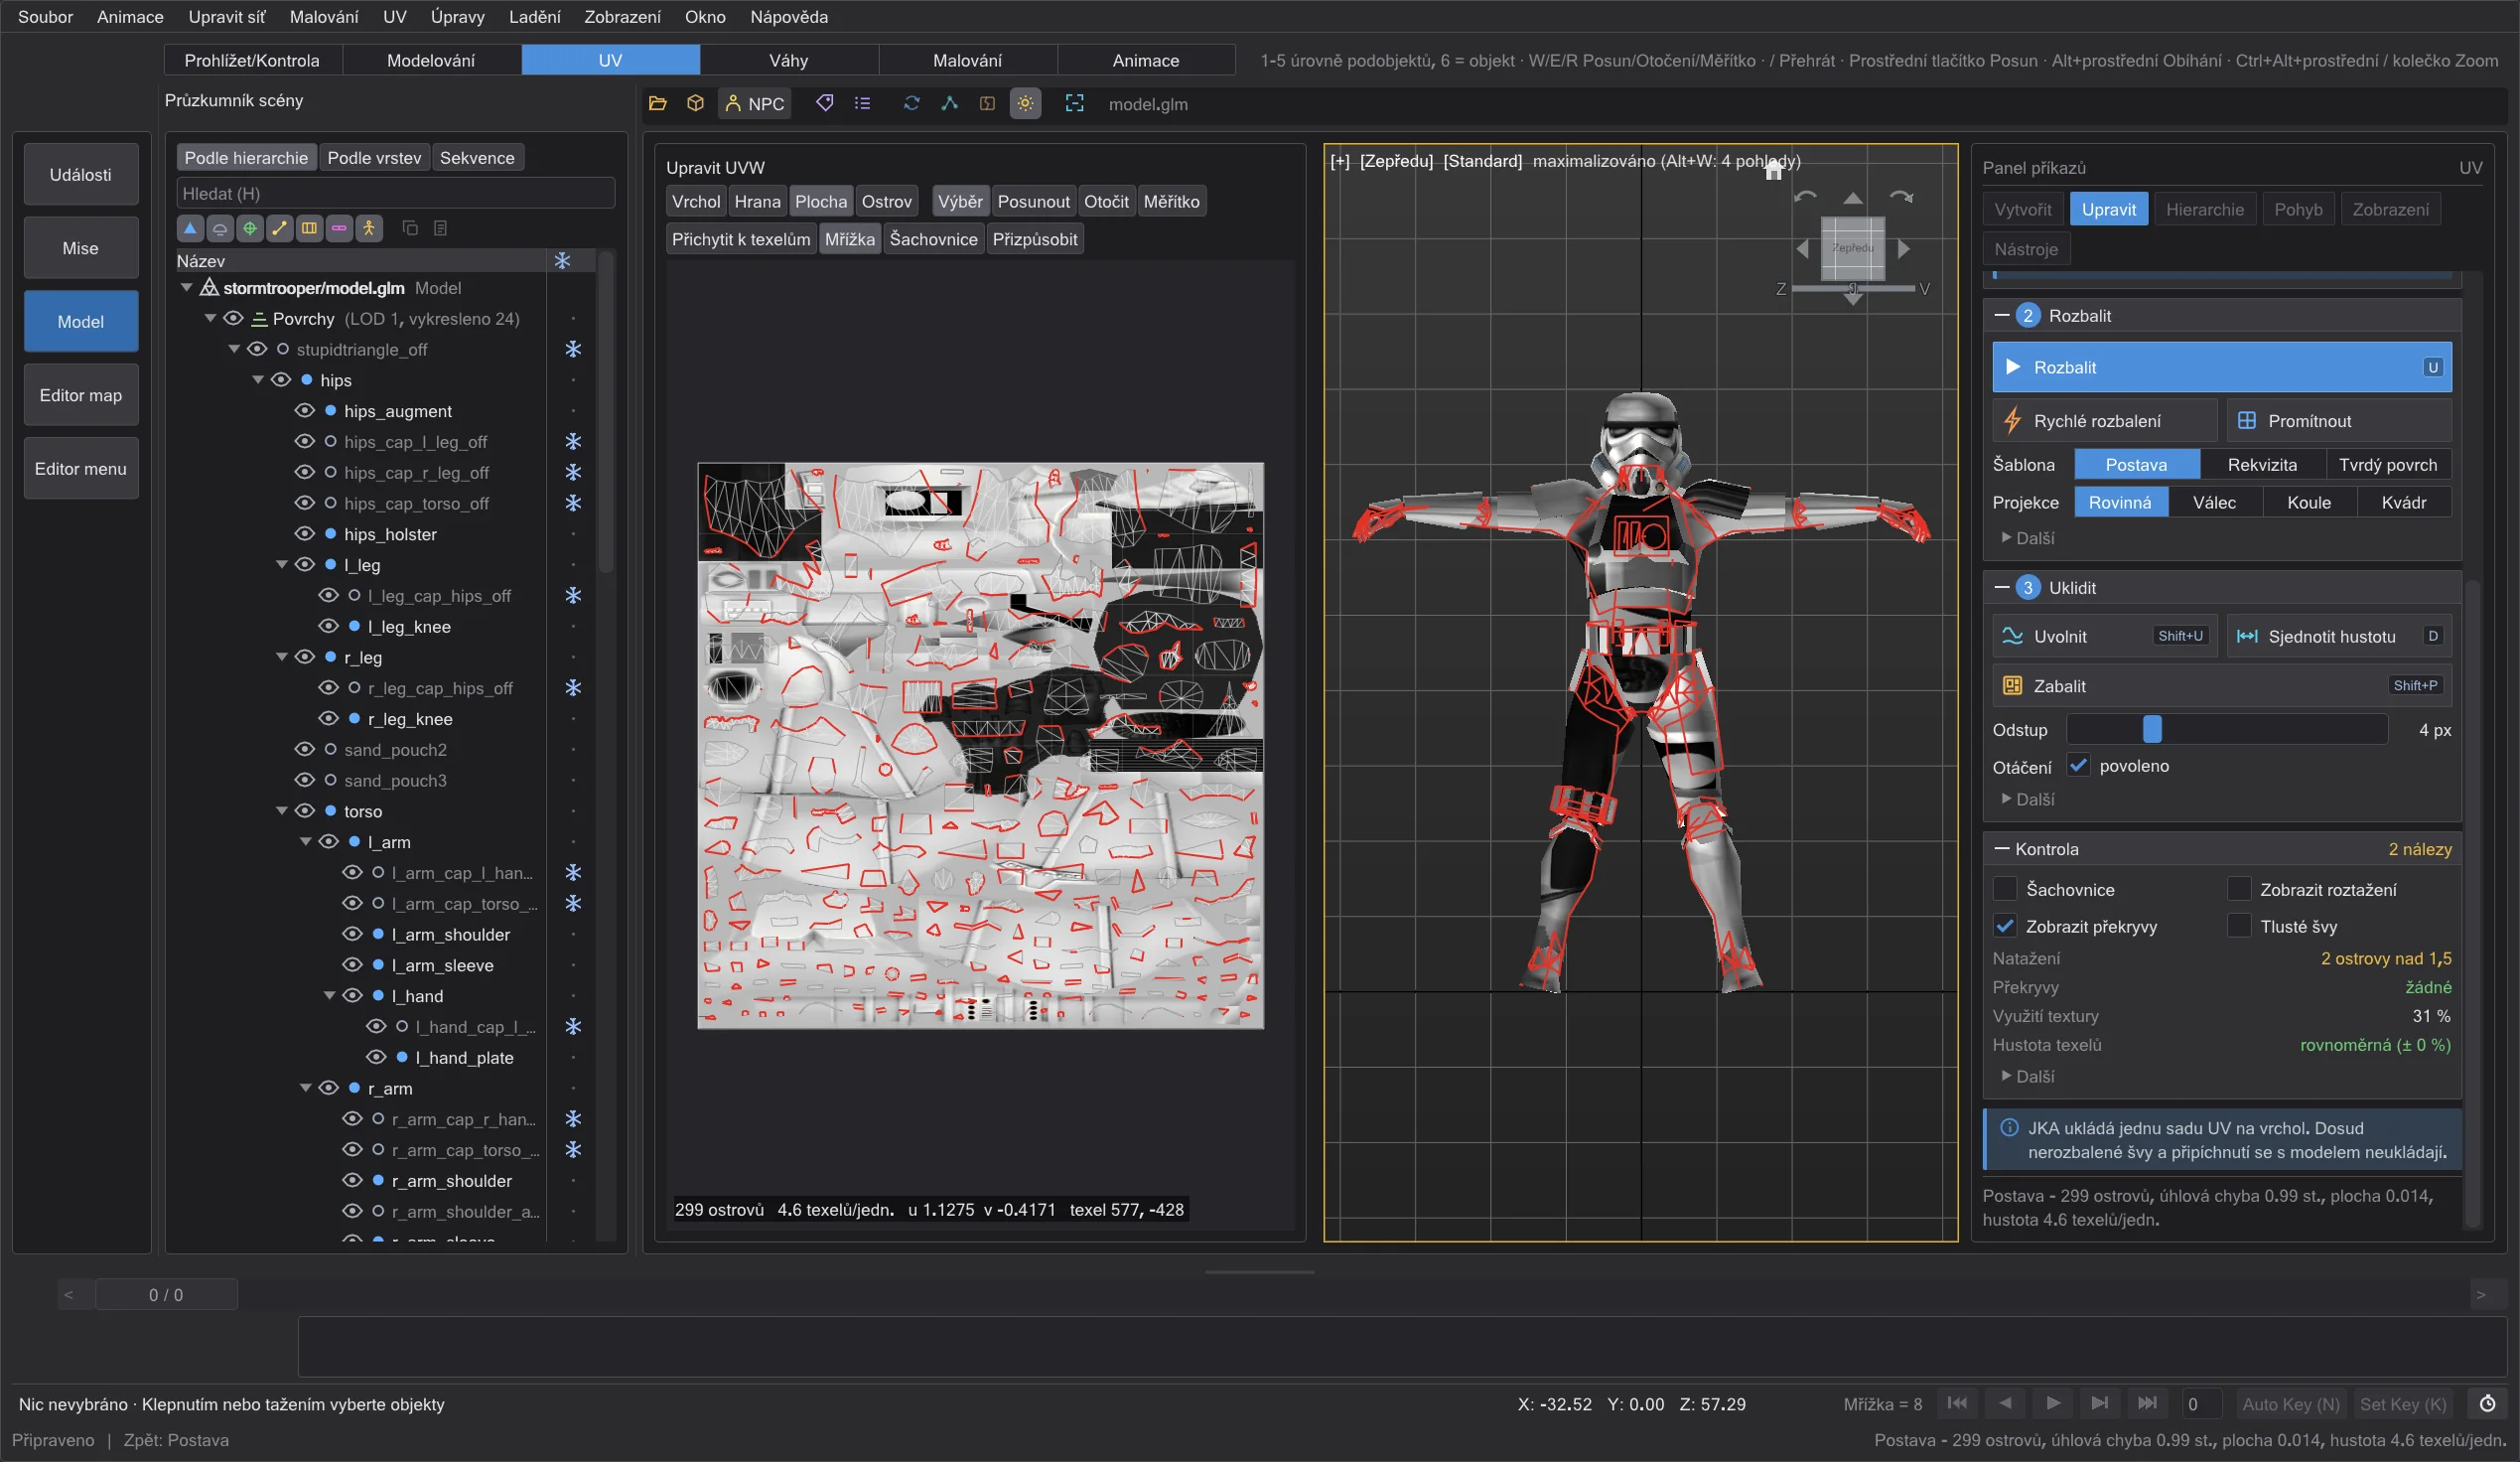 Soubor Animace Upravit síť Malování UV Úpravy Ladění Zobrazení Okno Nápověda
Prohlížet/Kontrola Modelování UV Váhy Malování Animace
1-5 úrovně podobjektů, 6 = objekt · W/E/R Posun/Otočení/Měřítko · / Přehrát · Prostřední tlačítko Posun · Alt+prostřední Obíhání · Ctrl+Alt+prostřední / kolečko Zoom
Průzkumník scény
NPC
model.glm
Události
Mise
Model
Editor map
Editor menu
Podle hierarchie Podle vrstev Sekvence
Hledat (H)
Název
stormtrooper/model.glm Model
Povrchy (LOD 1, vykresleno 24)
stupidtriangle_off
hips
hips_augment
hips_cap_l_leg_off
hips_cap_r_leg_off
hips_cap_torso_off
hips_holster
l_leg
l_leg_cap_hips_off
l_leg_knee
r_leg
r_leg_cap_hips_off
r_leg_knee
sand_pouch2
sand_pouch3
torso
l_arm
l_arm_cap_l_han...
l_arm_cap_torso_...
l_arm_shoulder
l_arm_sleeve
l_hand
l_hand_cap_l_...
l_hand_plate
r_arm
r_arm_cap_r_han...
r_arm_cap_torso_...
r_arm_shoulder
r_arm_shoulder_a...
Upravit UVW
Vrchol Hrana Plocha Ostrov Výběr Posunout Otočit Měřítko
Přichytit k texelům Mřížka Šachovnice Přizpůsobit
299 ostrovů 4.6 texelů/jedn. u 1.1275 v -0.4171 texel 577, -428
[+] [Zepředu] [Standard] maximalizováno (Alt+W: 4 pohledy)
Zepředu
Z V
Panel příkazů UV
Vytvořit Upravit Hierarchie Pohyb Zobrazení
Nástroje
2 Rozbalit
Rozbalit U
Rychlé rozbalení Promítnout
Šablona Postava Rekvizita Tvrdý povrch
Projekce Rovinná Válec Koule Kvádr
Další
3 Uklidit
Uvolnit Shift+U Sjednotit hustotu D
Zabalit Shift+P
Odstup 4 px
Otáčení povoleno
Další
Kontrola 2 nálezy
Šachovnice Zobrazit roztažení
Zobrazit překryvy Tlusté švy
Natažení 2 ostrovy nad 1,5
Překryvy žádné
Využití textury 31 %
Hustota texelů rovnoměrná (± 0 %)
Další
JKA ukládá jednu sadu UV na vrchol. Dosud
nerozbalené švy a připíchnutí se s modelem neukládají.
Postava - 299 ostrovů, úhlová chyba 0.99 st., plocha 0.014,
hustota 4.6 texelů/jedn.
< 0 / 0 >
Nic nevybráno · Klepnutím nebo tažením vyberte objekty
X: -32.52 Y: 0.00 Z: 57.29
Mřížka = 8
0
Auto Key (N) Set Key (K)
Připraveno | Zpět: Postava
Postava - 299 ostrovů, úhlová chyba 0.99 st., plocha 0.014, hustota 4.6 texelů/jedn.